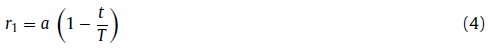 r₁ = a (1 − t/T) (4)